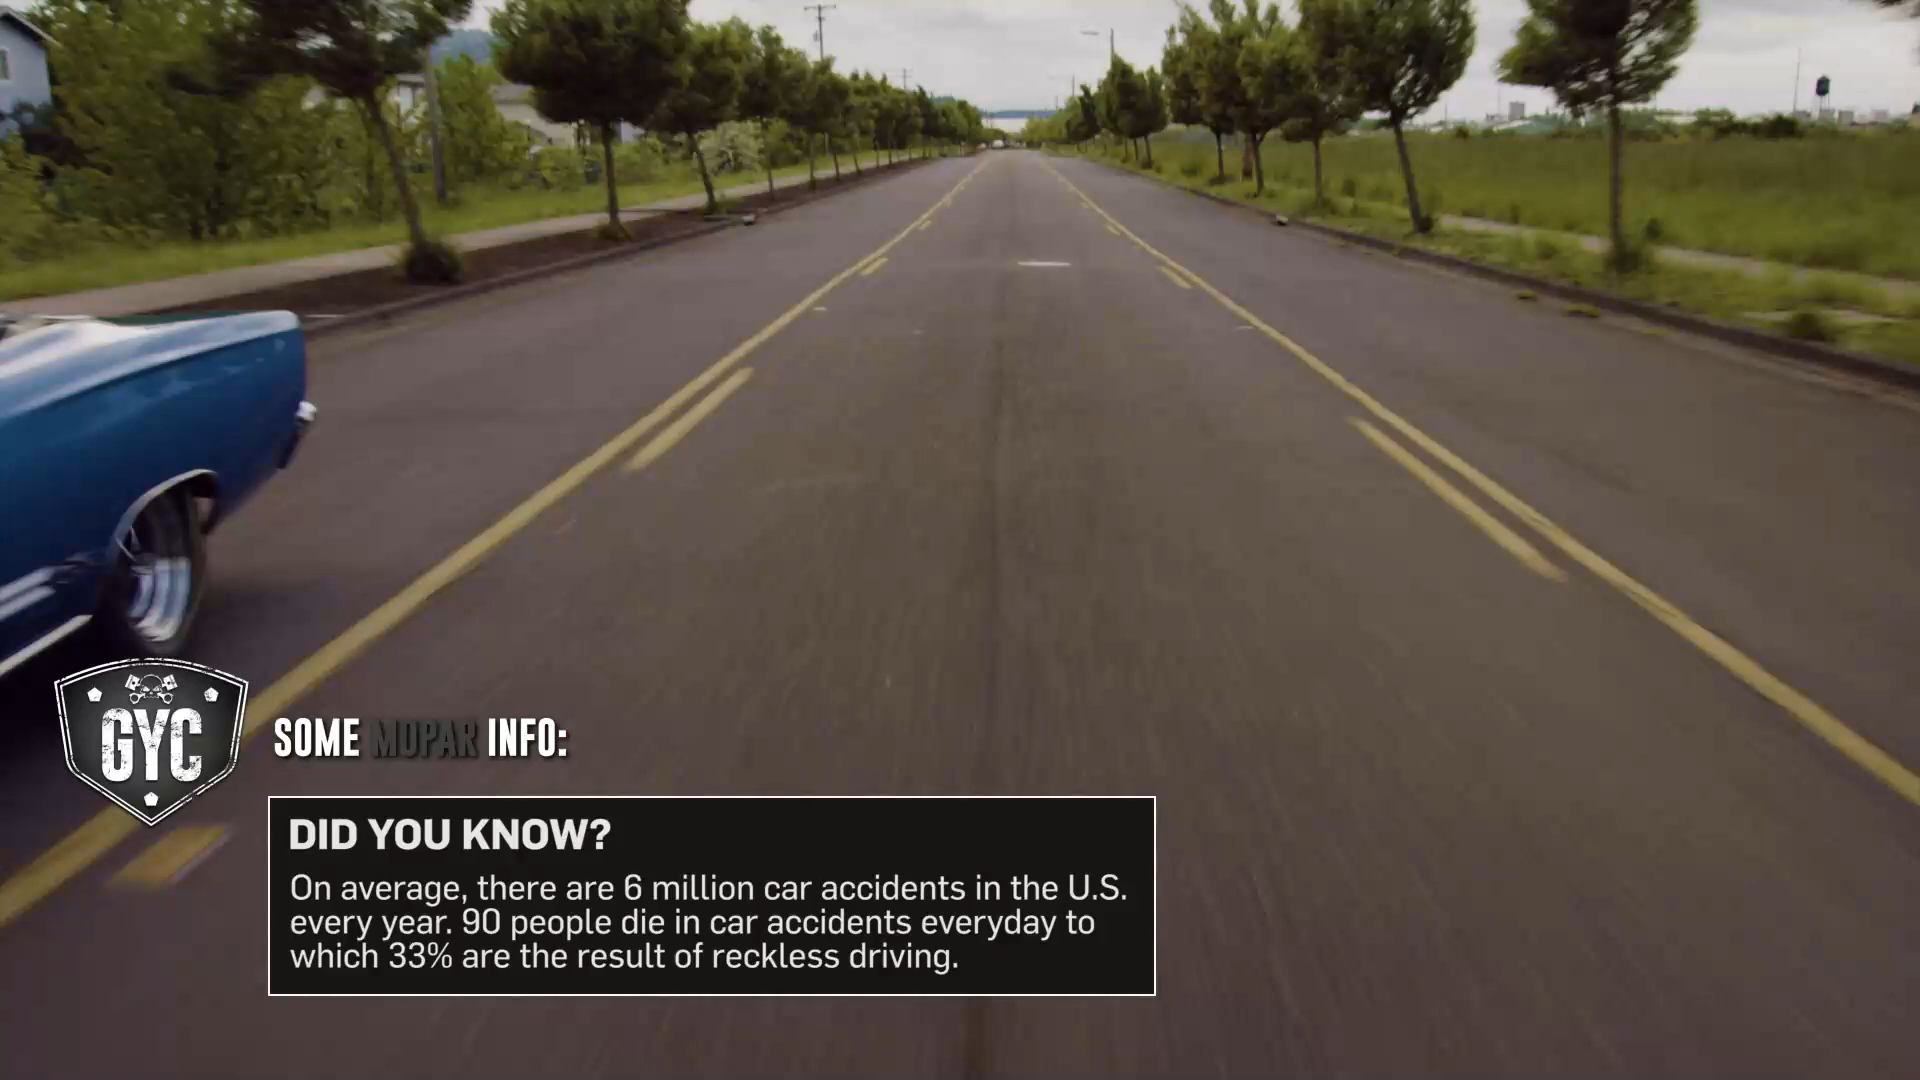 GYC
SOME MOPAR INFO:
DID YOU KNOW?
On average, there are 6 million car accidents in the U.S.
every year. 90 people die in car accidents everyday to
which 33% are the result of reckless driving.